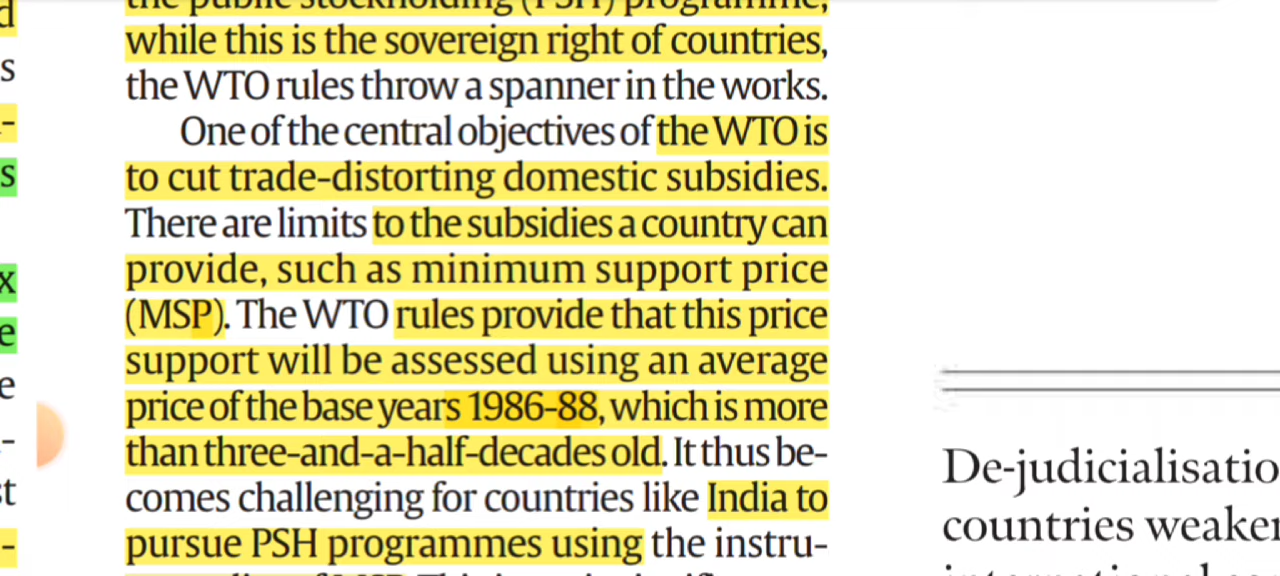 the public stockholding (PSH) programme,
while this is the sovereign right of countries,
the WTO rules throw a spanner in the works.
One of the central objectives of the WTO is
to cut trade-distorting domestic subsidies.
There are limits to the subsidies a country can
provide, such as minimum support price
(MSP). The WTO rules provide that this price
support will be assessed using an average
price of the base years 1986-88, which is more
than three-and-a-half-decades old. It thus be-
comes challenging for countries like India to
pursue PSH programmes using the instru-
De-judicialisatio
countries weaker